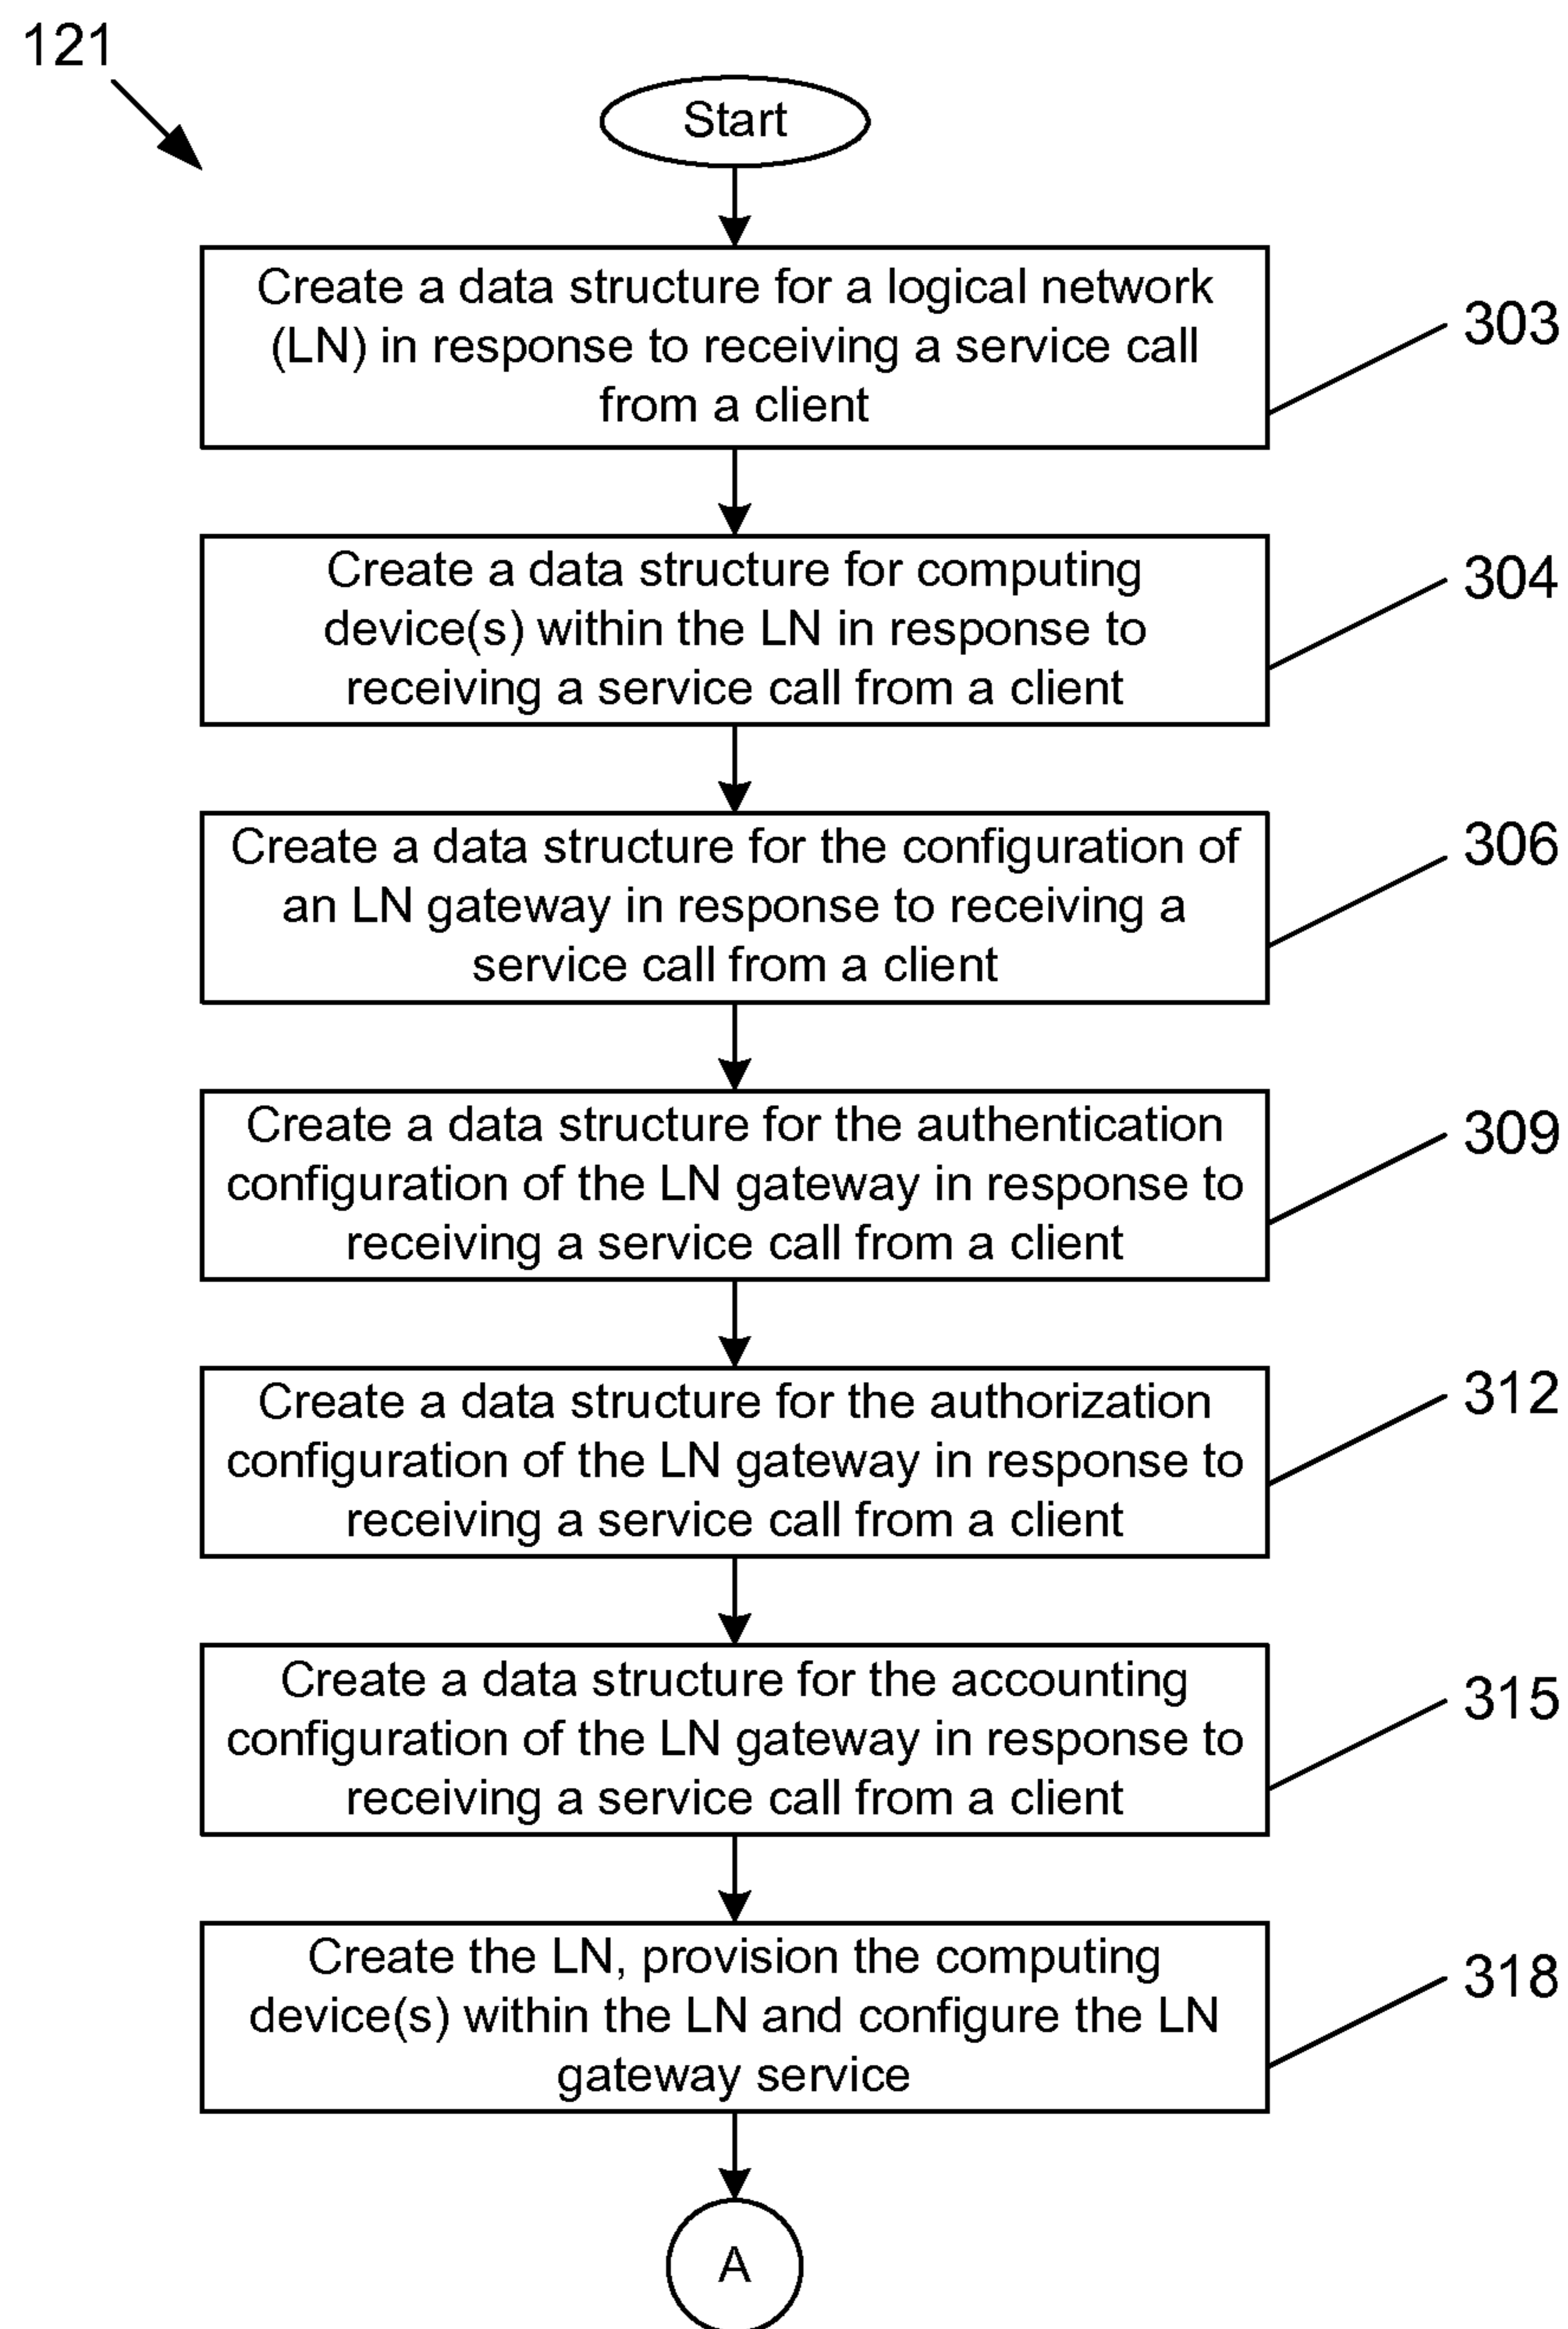 121
Start
Create a data structure for a logical network
(LN) in response to receiving a service call
from a client
303
Create a data structure for computing
device(s) within the LN in response to
receiving a service call from a client
304
Create a data structure for the configuration of
an LN gateway in response to receiving a
service call from a client
306
Create a data structure for the authentication
configuration of the LN gateway in response to
receiving a service call from a client
309
Create a data structure for the authorization
configuration of the LN gateway in response to
receiving a service call from a client
312
Create a data structure for the accounting
configuration of the LN gateway in response to
receiving a service call from a client
315
Create the LN, provision the computing
device(s) within the LN and configure the LN
gateway service
318
A